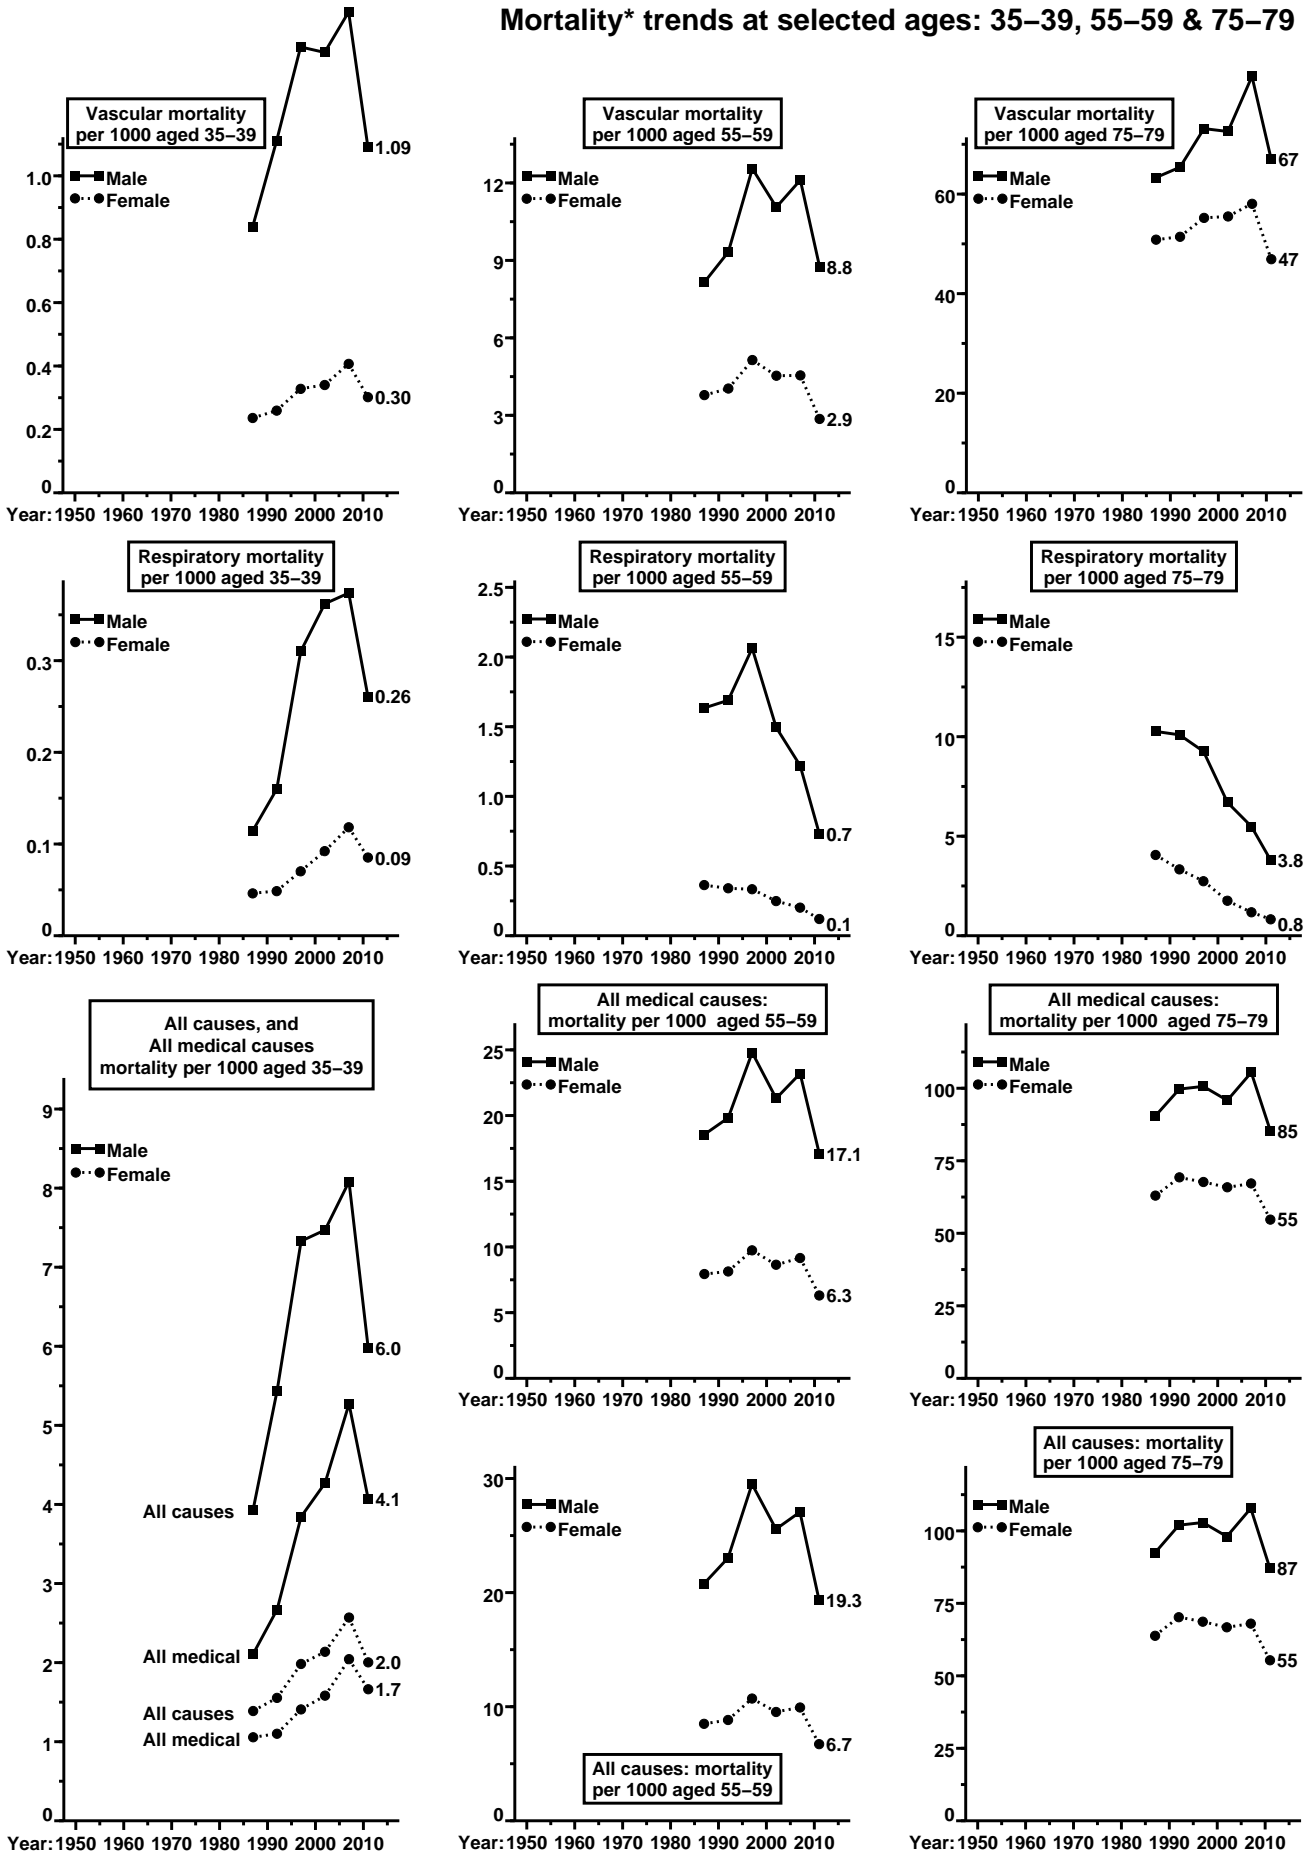 Mortality* trends at selected ages: 35–39, 55–59 & 75–79
Vascular mortality
per 1000 aged 35–39
Male
Female
1.0
0.8
0.6
0.4
0.2
0
1.09
0.30
Year: 1950 1960 1970 1980 1990 2000 2010
Vascular mortality
per 1000 aged 55–59
Male
Female
12
9
6
3
0
8.8
2.9
Year: 1950 1960 1970 1980 1990 2000 2010
Vascular mortality
per 1000 aged 75–79
Male
Female
60
40
20
0
67
47
Year: 1950 1960 1970 1980 1990 2000 2010
Respiratory mortality
per 1000 aged 35–39
Male
Female
0.3
0.2
0.1
0
0.26
0.09
Year: 1950 1960 1970 1980 1990 2000 2010
Respiratory mortality
per 1000 aged 55–59
Male
Female
2.5
2.0
1.5
1.0
0.5
0
0.7
0.1
Year: 1950 1960 1970 1980 1990 2000 2010
Respiratory mortality
per 1000 aged 75–79
Male
Female
15
10
5
0
3.8
0.8
Year: 1950 1960 1970 1980 1990 2000 2010
All causes, and
All medical causes
mortality per 1000 aged 35–39
Male
Female
9
8
7
6
5
4
3
2
1
0
6.0
4.1
2.0
1.7
All causes
All medical
All causes
All medical
Year: 1950 1960 1970 1980 1990 2000 2010
All medical causes:
mortality per 1000 aged 55–59
Male
Female
25
20
15
10
5
0
17.1
6.3
Year: 1950 1960 1970 1980 1990 2000 2010
All medical causes:
mortality per 1000 aged 75–79
Male
Female
100
75
50
25
0
85
55
Year: 1950 1960 1970 1980 1990 2000 2010
Male
Female
30
20
10
0
19.3
6.7
All causes: mortality
per 1000 aged 55–59
Year: 1950 1960 1970 1980 1990 2000 2010
All causes: mortality
per 1000 aged 75–79
Male
Female
100
75
50
25
0
87
55
Year: 1950 1960 1970 1980 1990 2000 2010